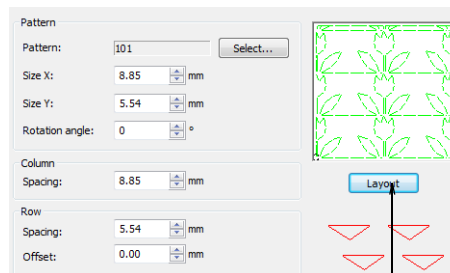 Pattern
Pattern: 101 Select...
Size X: 8.85 mm
Size Y: 5.54 mm
Rotation angle: 0 °
Column
Spacing: 8.85 mm
Layout
Row
Spacing: 5.54 mm
Offset: 0.00 mm